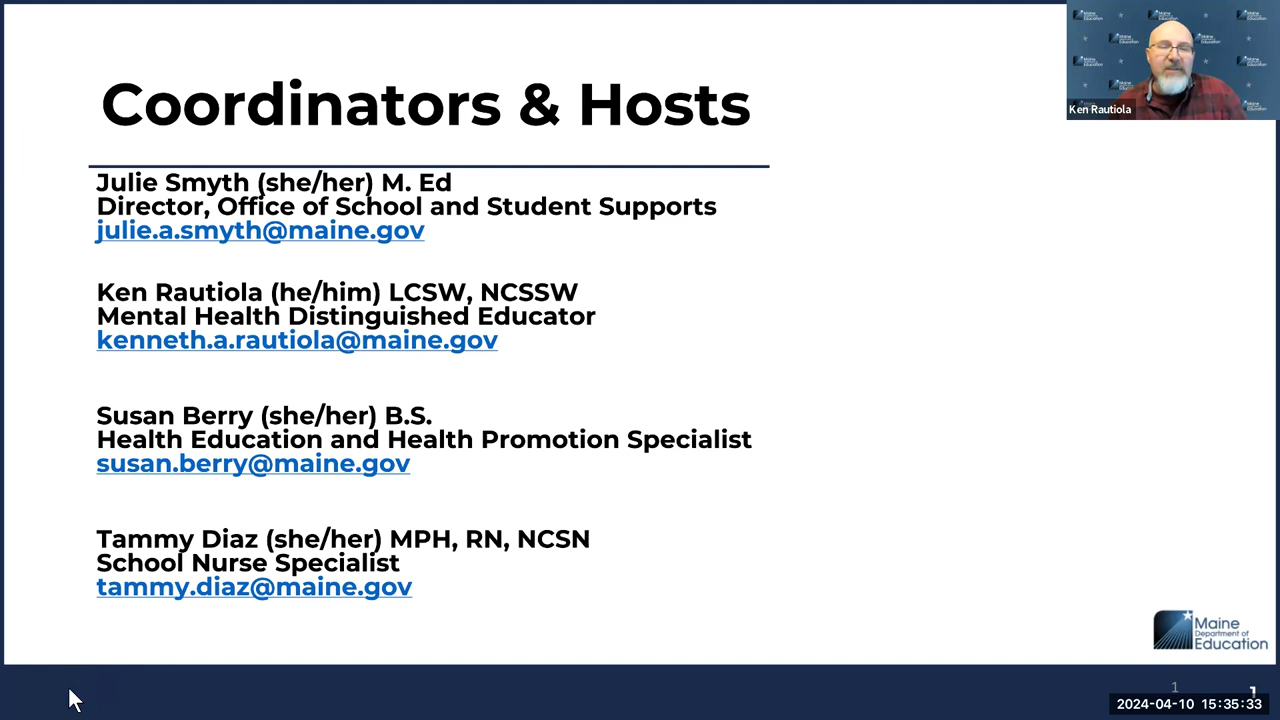 Coordinators & Hosts
Julie Smyth (she/her) M. Ed
Director, Office of School and Student Supports
julie.a.smyth@maine.gov
Ken Rautiola (he/him) LCSW, NCSSW
Mental Health Distinguished Educator
kenneth.a.rautiola@maine.gov
Susan Berry (she/her) B.S.
Health Education and Health Promotion Specialist
susan.berry@maine.gov
Tammy Diaz (she/her) MPH, RN, NCSN
School Nurse Specialist
tammy.diaz@maine.gov
Ken Rautiola
Maine
Department of
Education
1
1
2024-04-10 15:35:33